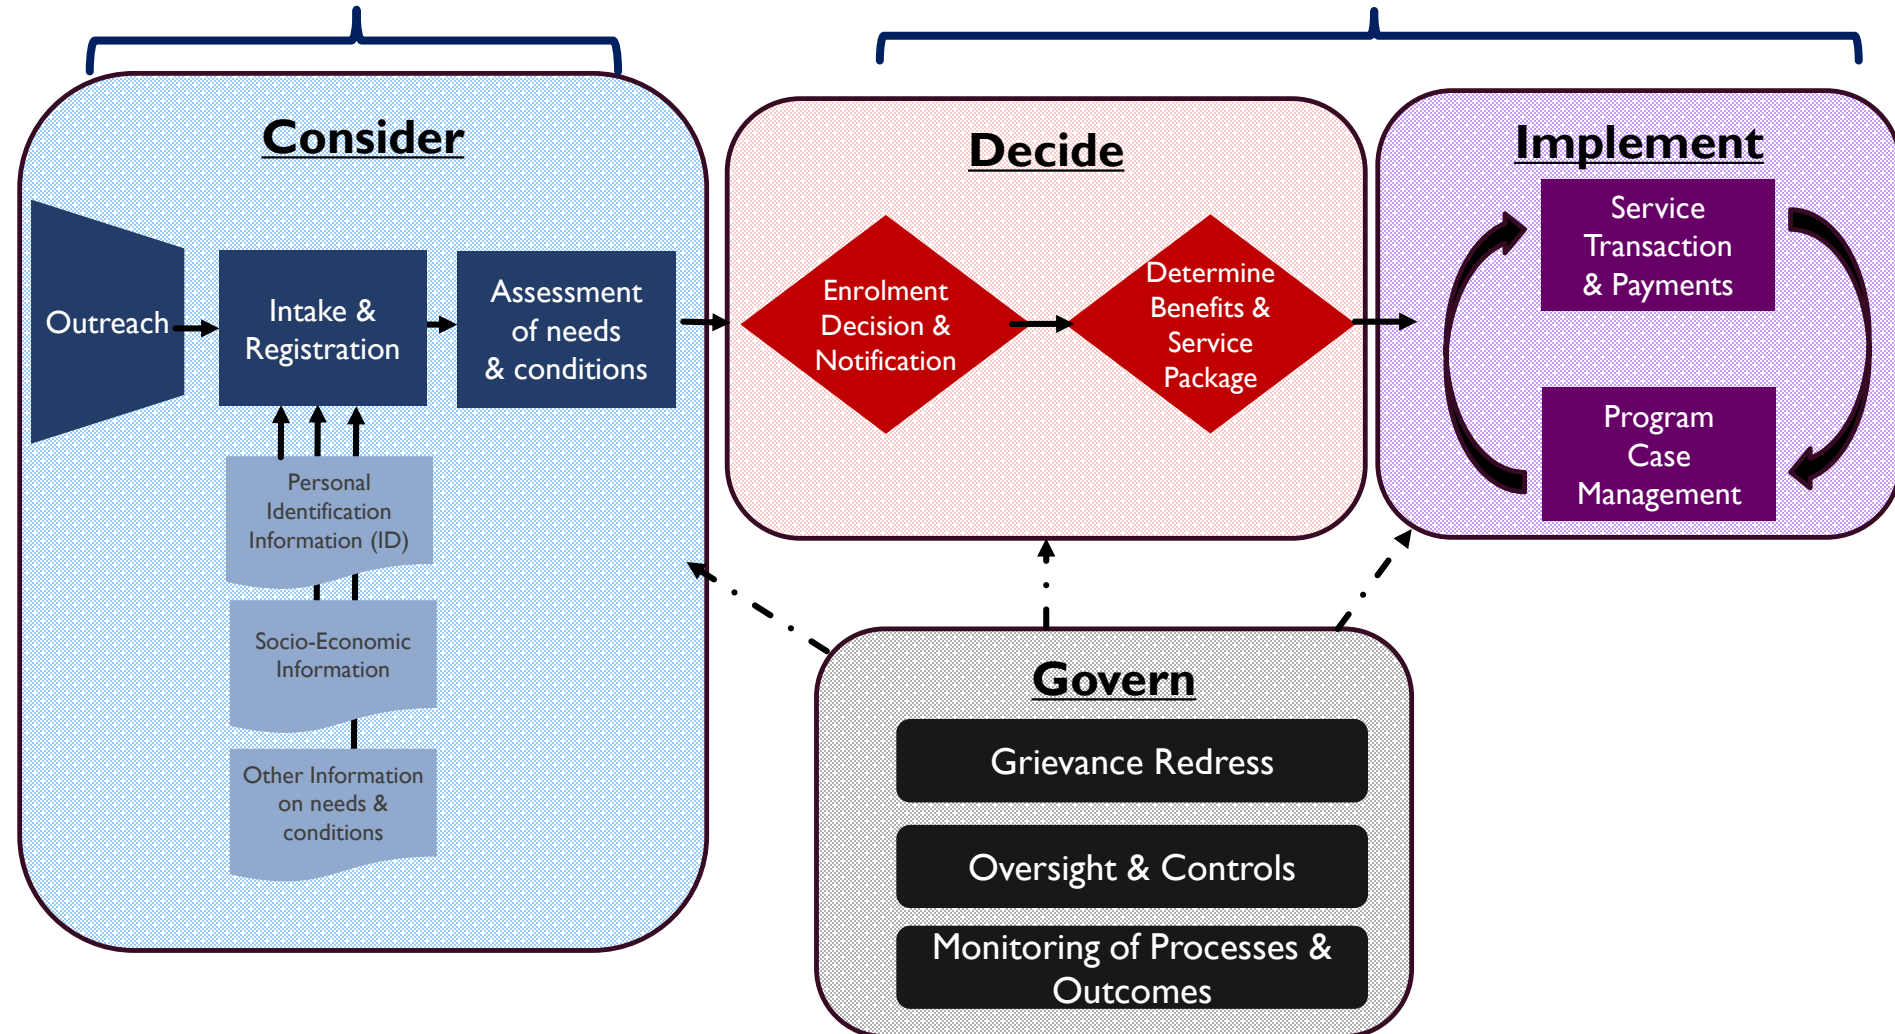 Consider
Outreach
Intake &
Registration
Assessment
of needs
& conditions
Personal
Identification
Information (ID)
Socio-Economic
Information
Other Information
on needs &
conditions
Decide
Enrolment
Decision &
Notification
Determine
Benefits &
Service
Package
Implement
Service
Transaction
& Payments
Program
Case
Management
Govern
Grievance Redress
Oversight & Controls
Monitoring of Processes &
Outcomes